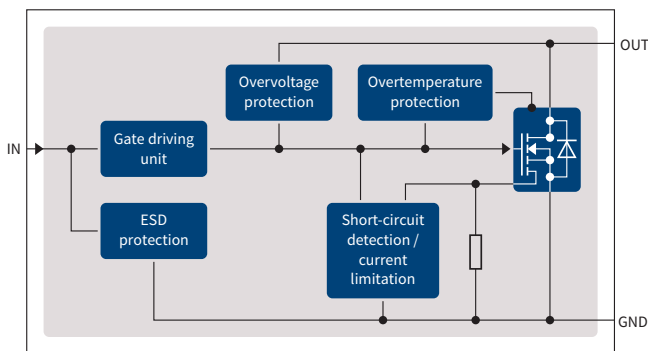 OUT
Overvoltage
protection
Overtemperature
protection
IN
Gate driving
unit
ESD
protection
Short-circuit
detection /
current
limitation
GND